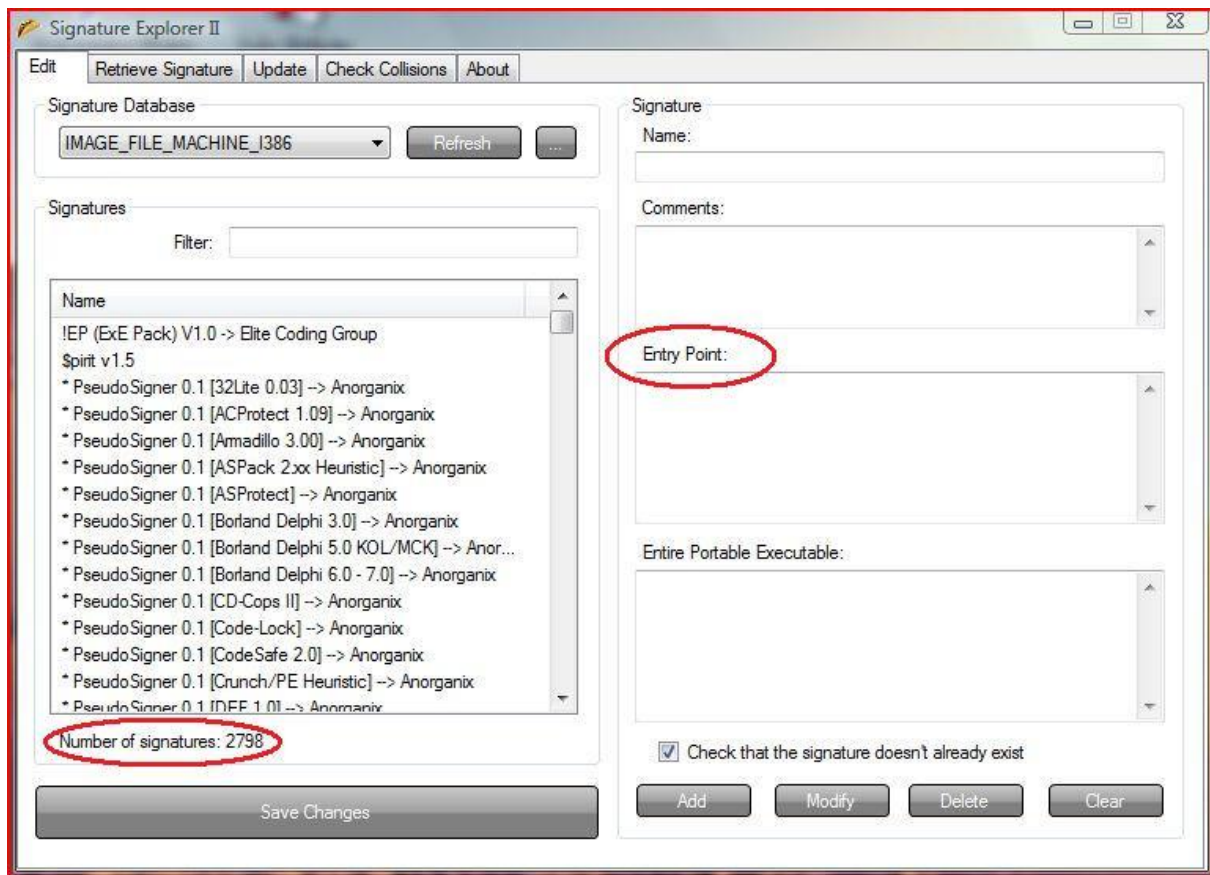 Signature Explorer II
Edit Retrieve Signature Update Check Collisions About
Signature Database
IMAGE_FILE_MACHINE_I386 Refresh ...
Signatures
Filter:
Name
!EP (ExE Pack) V1.0 -> Elite Coding Group
$pirit v1.5
* PseudoSigner 0.1 [32Lite 0.03] --> Anorganix
* PseudoSigner 0.1 [ACProtect 1.09] --> Anorganix
* PseudoSigner 0.1 [Armadillo 3.00] --> Anorganix
* PseudoSigner 0.1 [ASPack 2.xx Heuristic] --> Anorganix
* PseudoSigner 0.1 [ASProtect] --> Anorganix
* PseudoSigner 0.1 [Borland Delphi 3.0] --> Anorganix
* PseudoSigner 0.1 [Borland Delphi 5.0 KOL/MCK] --> Anor...
* PseudoSigner 0.1 [Borland Delphi 6.0 - 7.0] --> Anorganix
* PseudoSigner 0.1 [CD-Cops II] --> Anorganix
* PseudoSigner 0.1 [Code-Lock] --> Anorganix
* PseudoSigner 0.1 [CodeSafe 2.0] --> Anorganix
* PseudoSigner 0.1 [Crunch/PE Heuristic] --> Anorganix
* PseudoSigner 0.1 [DEF 1.0] --> Anorganix
Number of signatures: 2798
Save Changes
Signature
Name:
Comments:
Entry Point:
Entire Portable Executable:
Check that the signature doesn't already exist
Add Modify Delete Clear